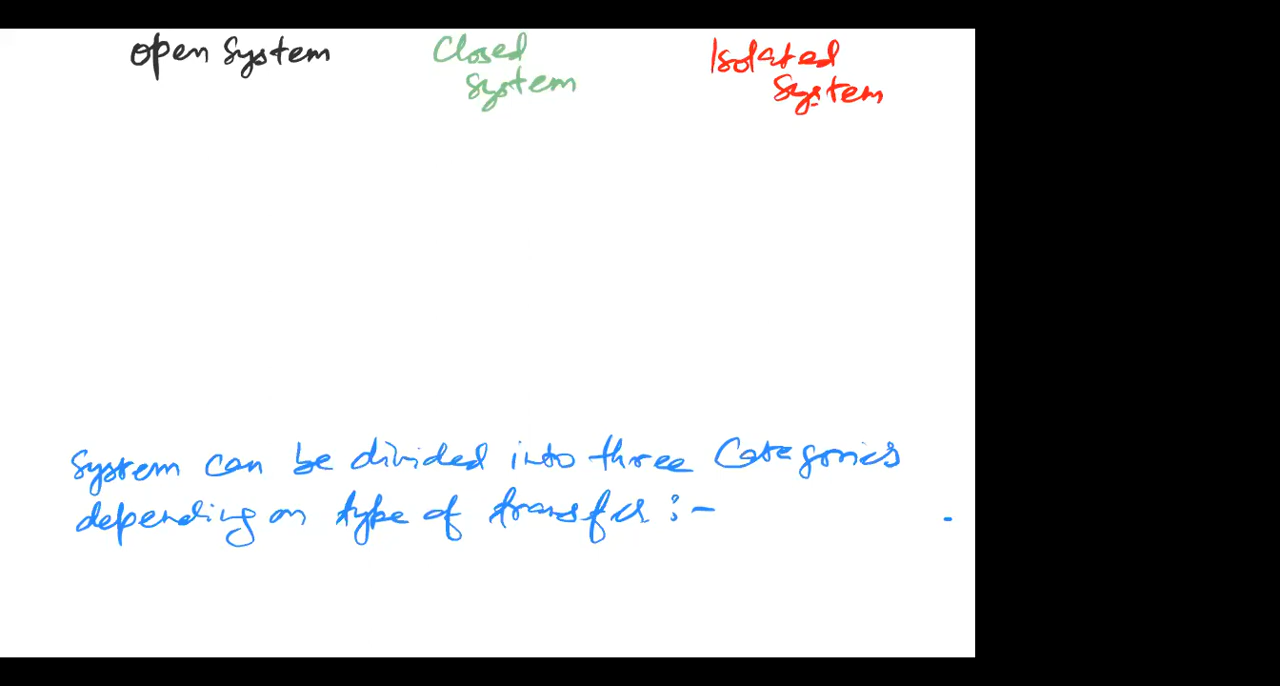 open System
Closed
System
Isolated
System
System can be divided into three Categories
depending on type of transfer :-